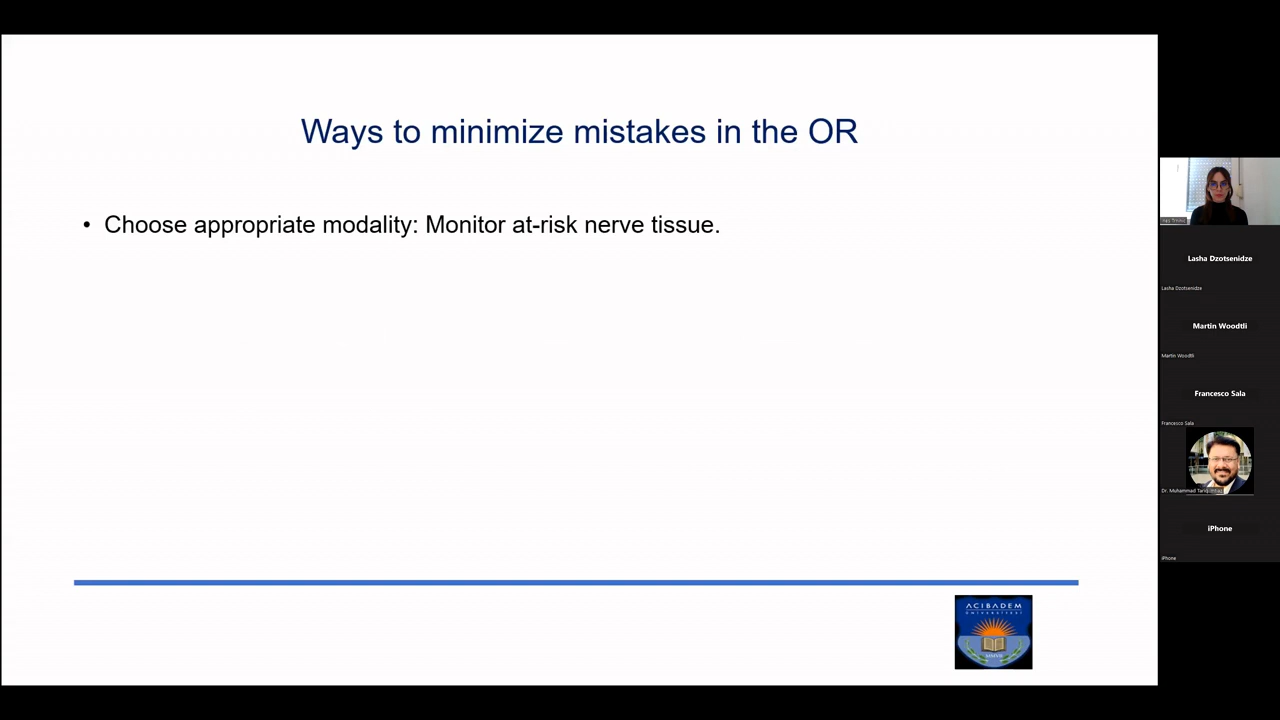 Ways to minimize mistakes in the OR
• Choose appropriate modality: Monitor at-risk nerve tissue.
ACIBADEM
Lasha Dzotsenidze
Lasha Dzotsenidze
Martin Woodtli
Martin Woodtli
Francesco Sala
Francesco Sala
Dr. Muhammad Tariq
iPhone
iPhone